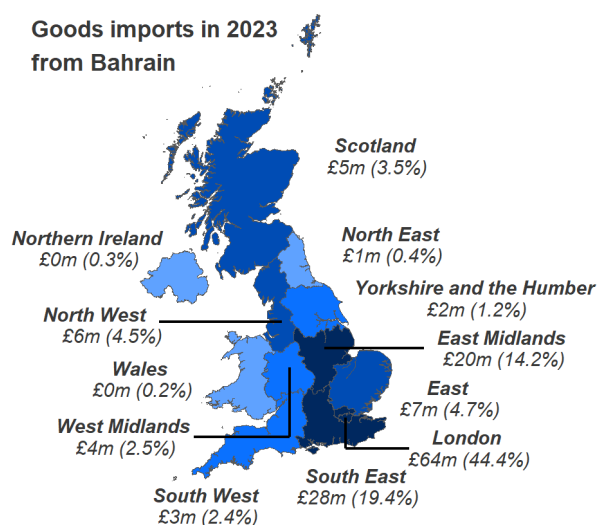 Goods imports in 2023
from Bahrain
Scotland
£5m (3.5%)
Northern Ireland
£0m (0.3%)
North East
£1m (0.4%)
Yorkshire and the Humber
£2m (1.2%)
North West
£6m (4.5%)
East Midlands
£20m (14.2%)
Wales
£0m (0.2%)
East
£7m (4.7%)
West Midlands
£4m (2.5%)
London
£64m (44.4%)
South East
£28m (19.4%)
South West
£3m (2.4%)